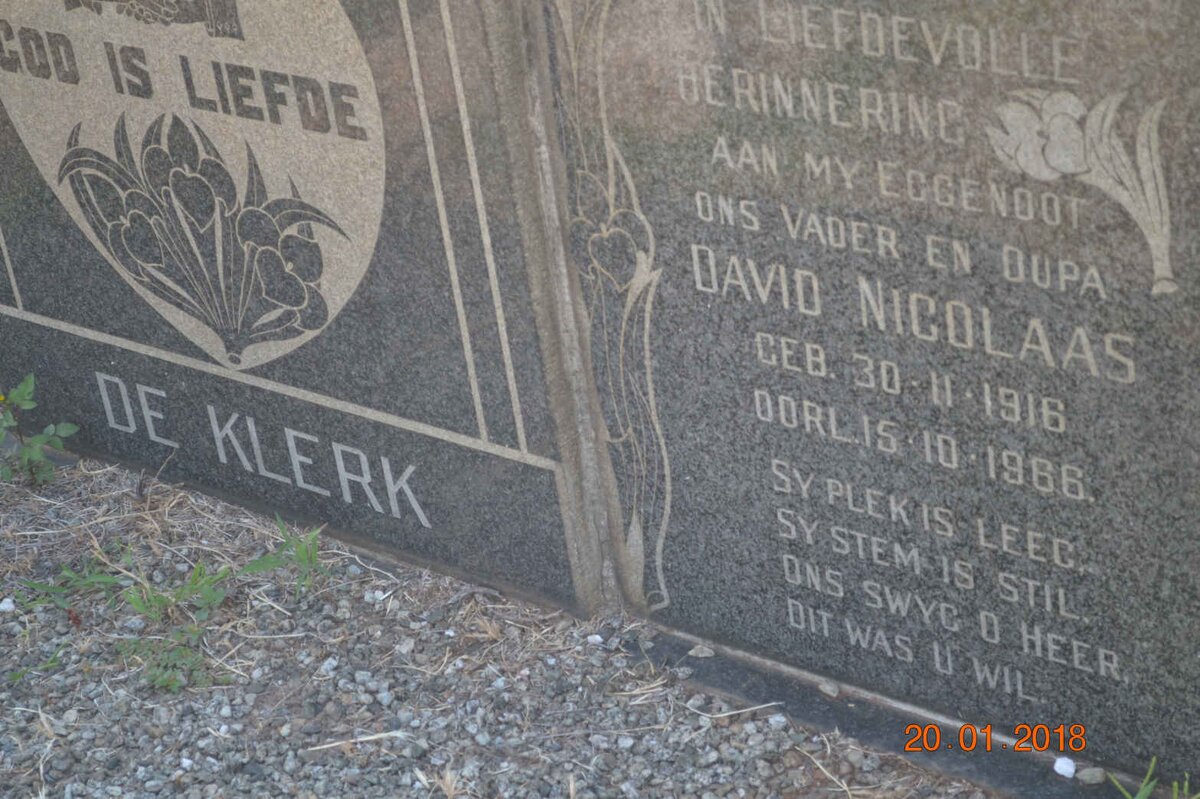 GOD IS LIEFDE
DE KLERK
IN LIEFDEVOLLE
HERINNERING
AAN MY EGGENOOT
ONS VADER EN OUPA
DAVID NICOLAAS
GEB. 30·11·1916
OORL. 15·10·1966.
SY PLEK IS LEEG,
SY STEM IS STIL,
ONS SWYG O HEER,
DIT WAS U WIL
20.01.2018